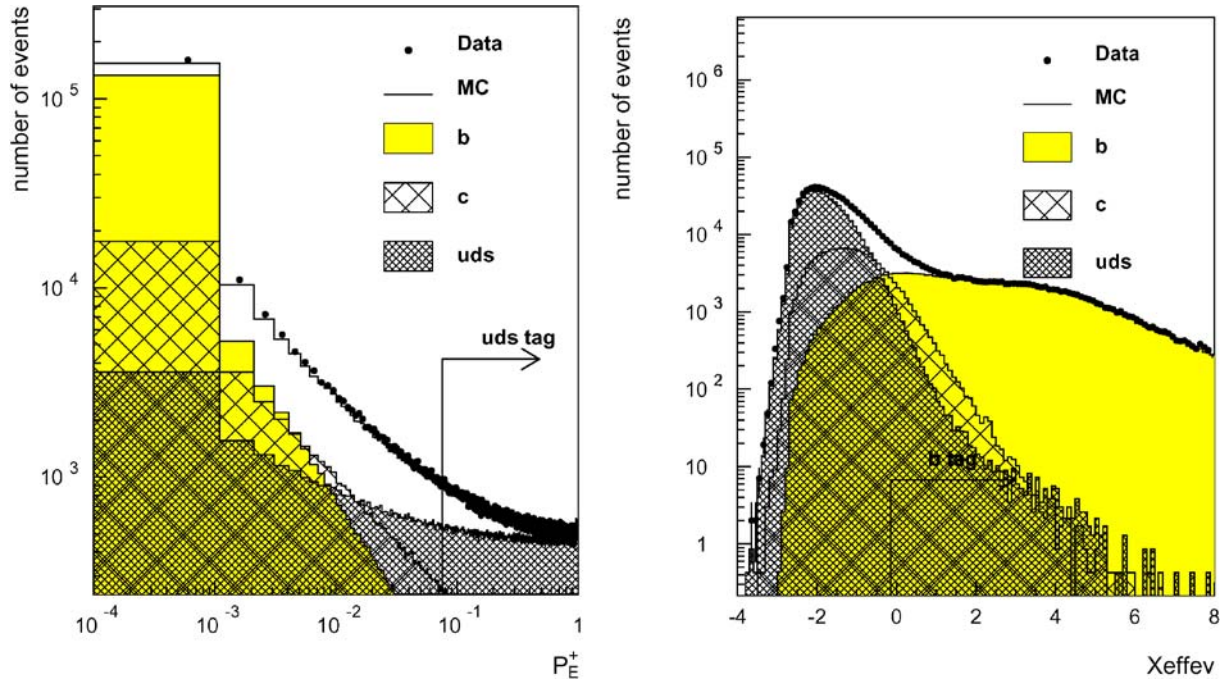 number of events
10^5
10^4
10^3
Data
MC
b
c
uds
uds tag
10^-4
10^-3
10^-2
10^-1
1
P_E^+
number of events
10^6
10^5
10^4
10^3
10^2
10
1
Data
MC
b
c
uds
b tag
-4
-2
0
2
4
6
8
Xeffev